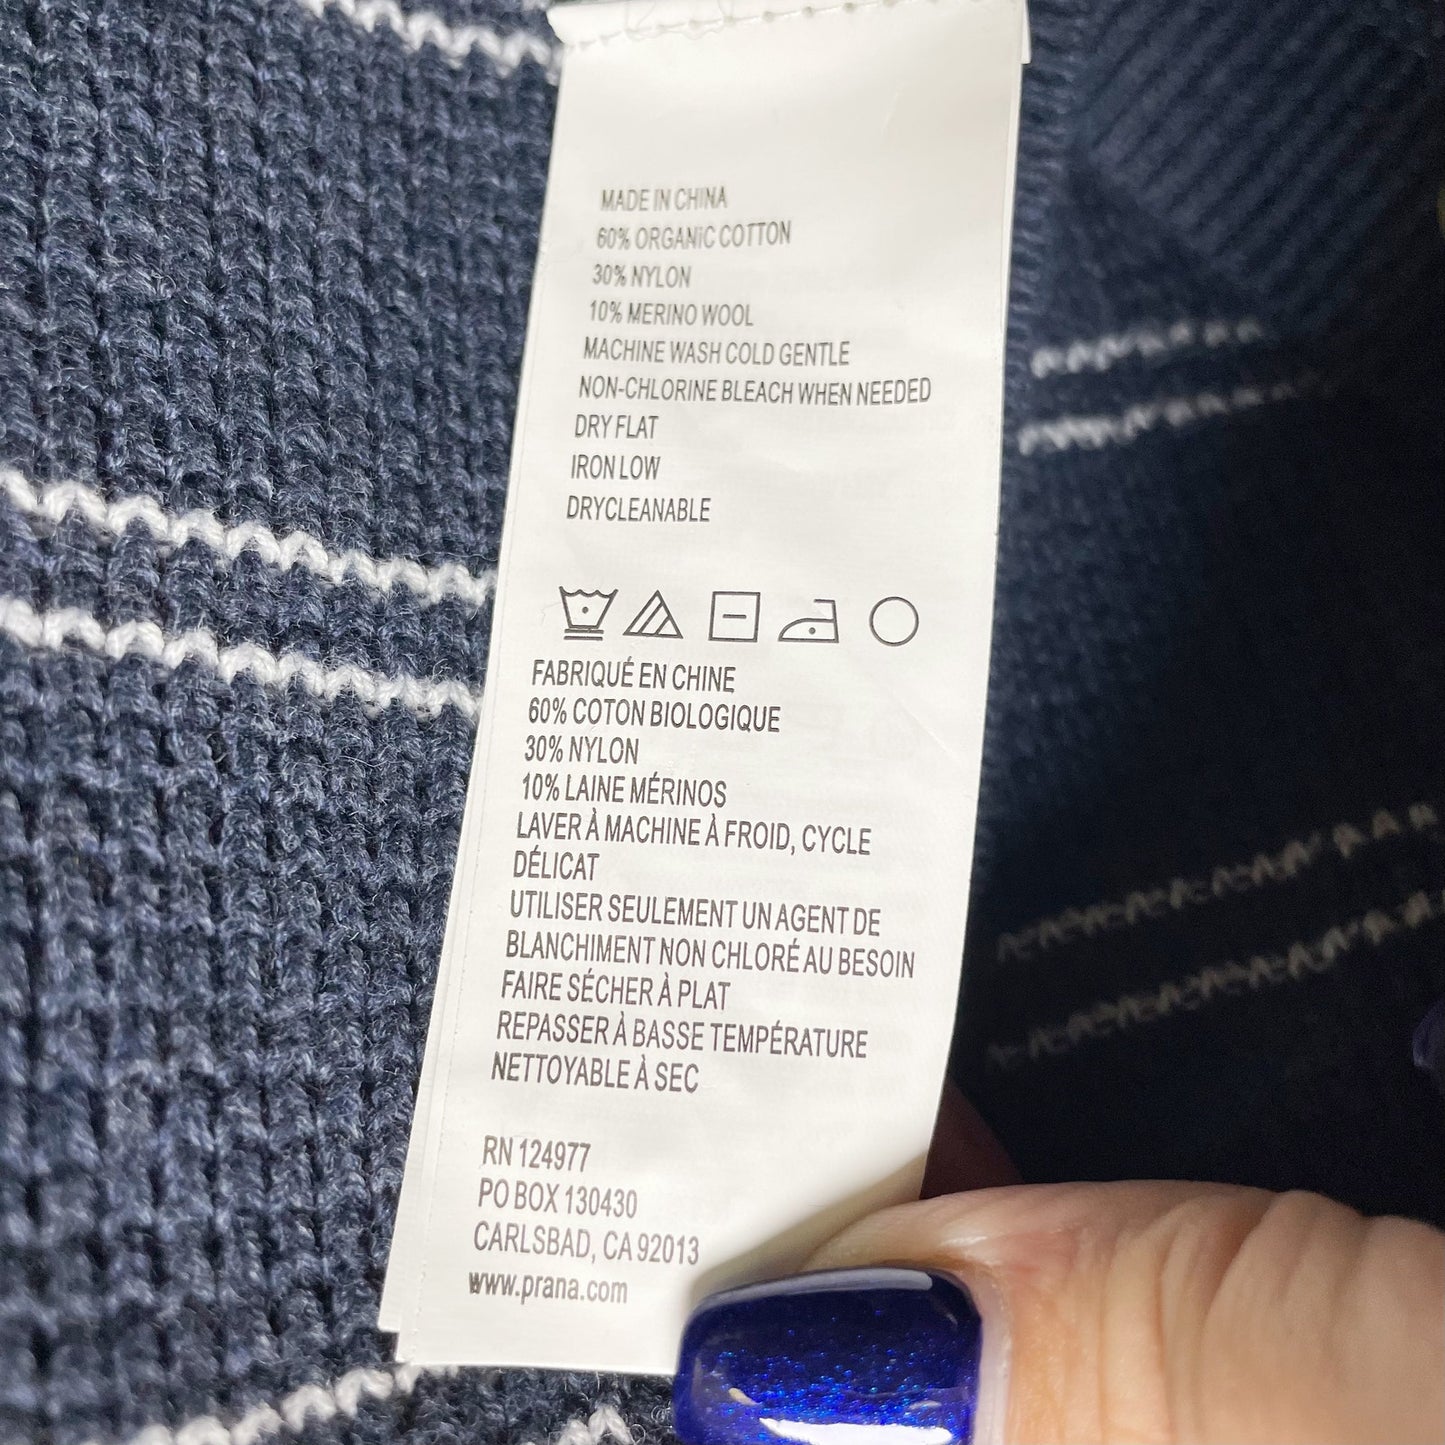 MADE IN CHINA
60% ORGANIC COTTON
30% NYLON
10% MERINO WOOL
MACHINE WASH COLD GENTLE
NON-CHLORINE BLEACH WHEN NEEDED
DRY FLAT
IRON LOW
DRYCLEANABLE
FABRIQUÉ EN CHINE
60% COTON BIOLOGIQUE
30% NYLON
10% LAINE MÉRINOS
LAVER À MACHINE À FROID, CYCLE
DÉLICAT
UTILISER SEULEMENT UN AGENT DE
BLANCHIMENT NON CHLORÉ AU BESOIN
FAIRE SÉCHER À PLAT
REPASSER À BASSE TEMPÉRATURE
NETTOYABLE À SEC
RN 124977
PO BOX 130430
CARLSBAD, CA 92013
www.prana.com